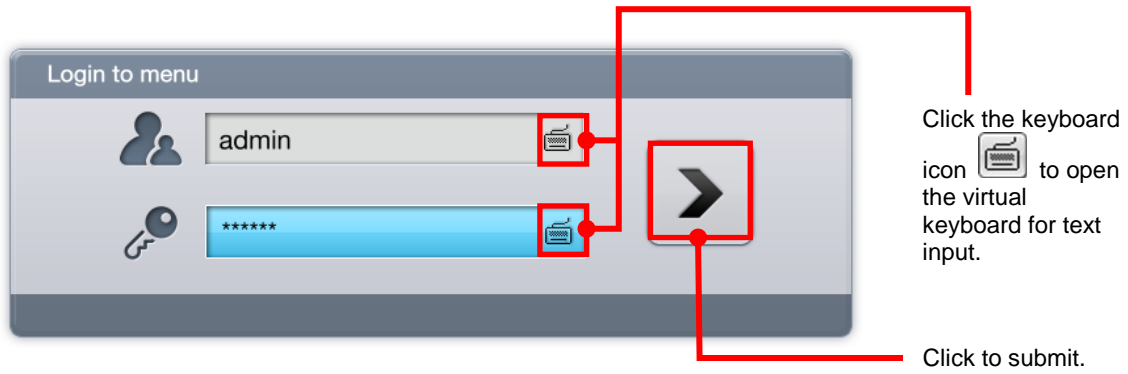 Login to menu
admin
******
Click the keyboard
icon to open
the virtual
keyboard for text
input.
Click to submit.